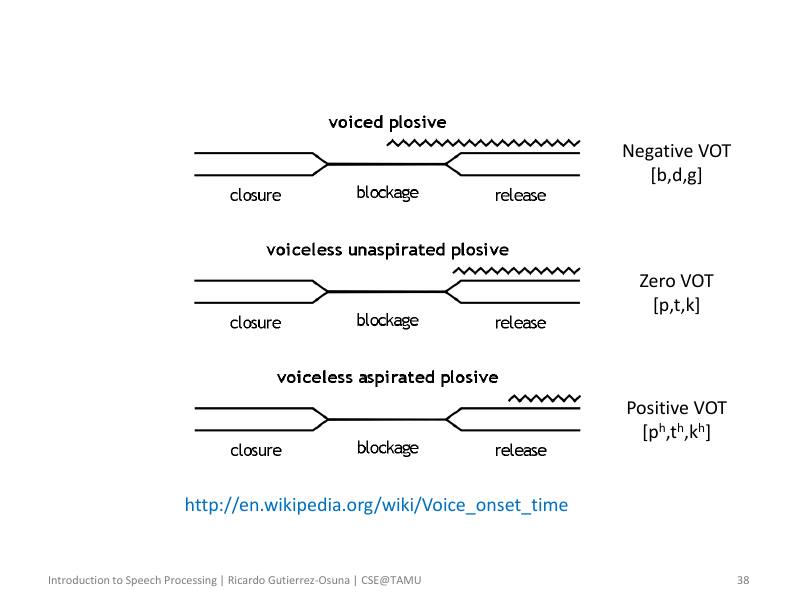 voiced plosive
closure
blockage
release
Negative VOT
[b,d,g]
voiceless unaspirated plosive
closure
blockage
release
Zero VOT
[p,t,k]
voiceless aspirated plosive
closure
blockage
release
Positive VOT
[pʰ,tʰ,kʰ]
http://en.wikipedia.org/wiki/Voice_onset_time
Introduction to Speech Processing | Ricardo Gutierrez-Osuna | CSE@TAMU
38